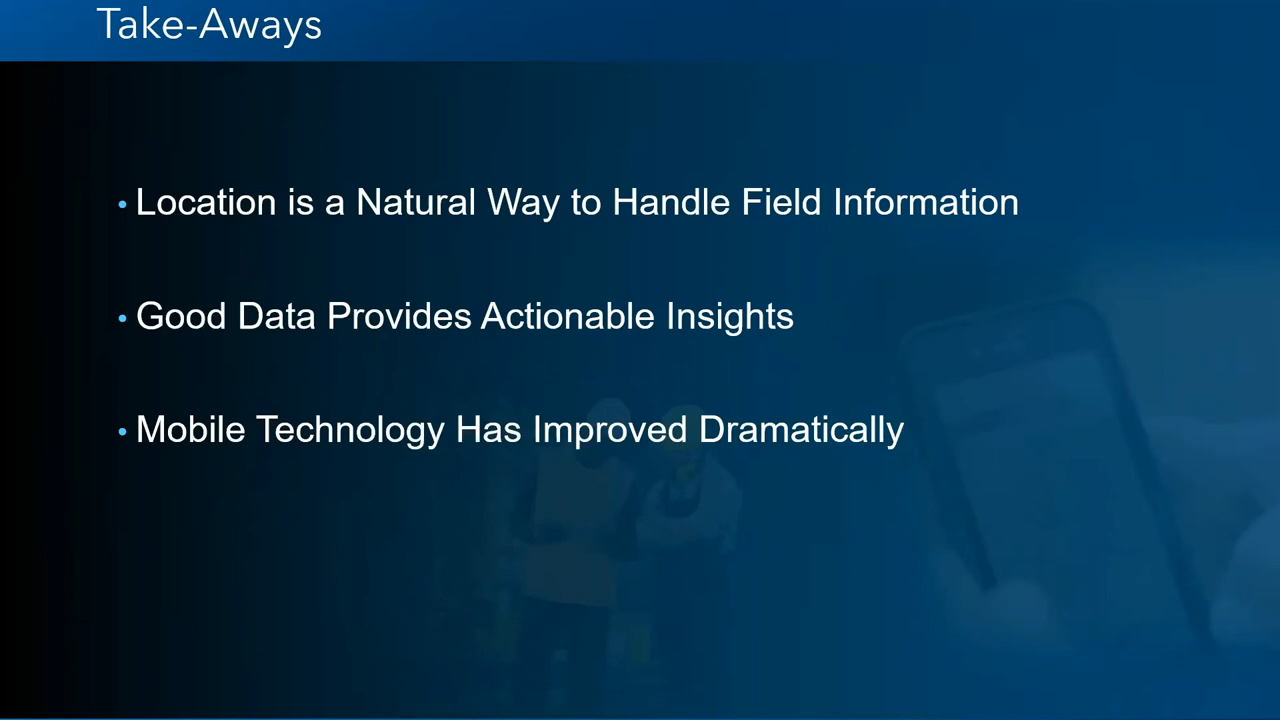 Take-Aways
• Location is a Natural Way to Handle Field Information
• Good Data Provides Actionable Insights
• Mobile Technology Has Improved Dramatically